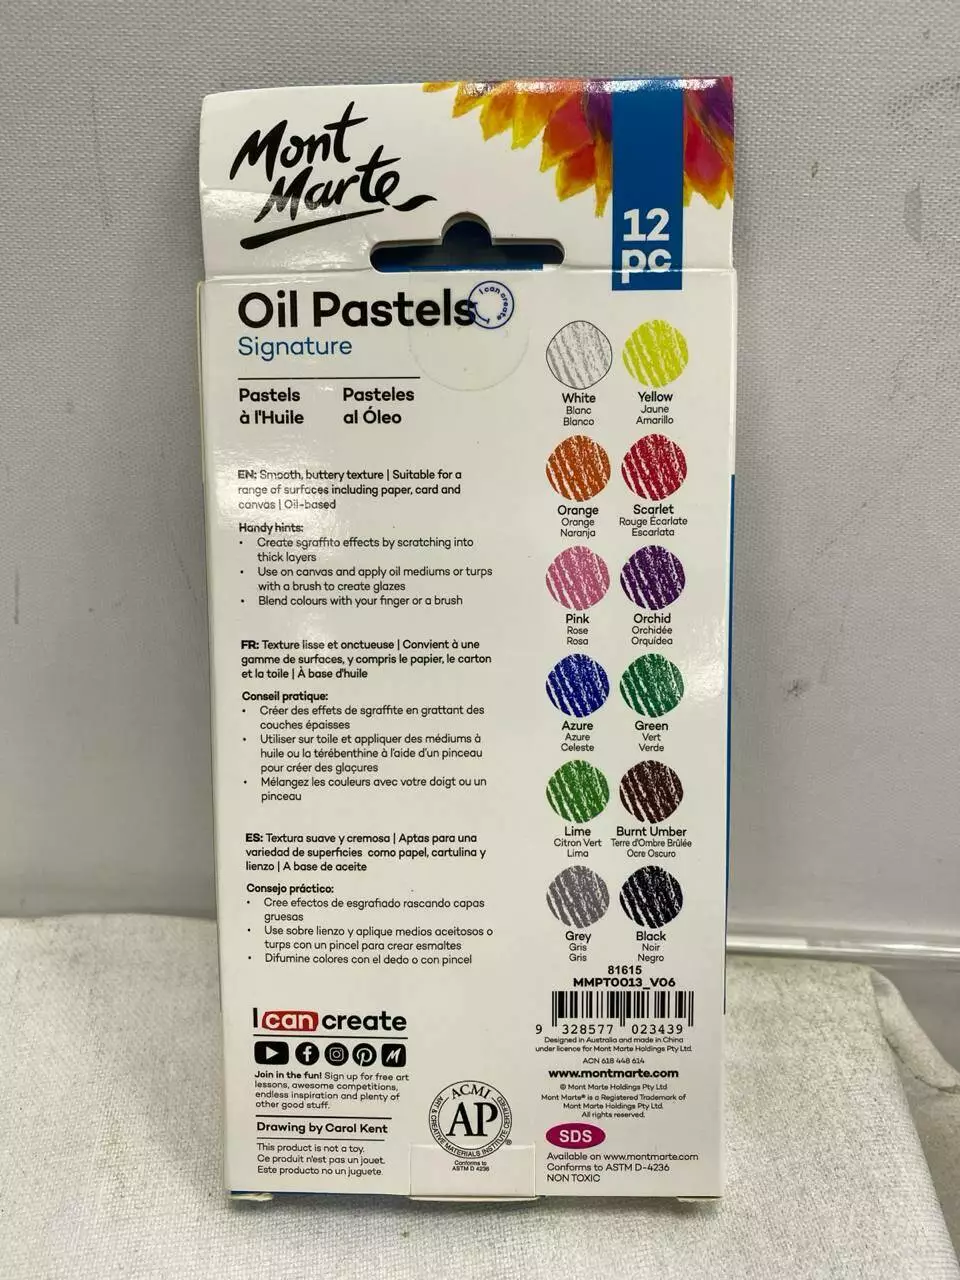 Mont
Marte
12
pc
Oil Pastels
I can create
Signature
Pastels
à l'Huile
Pasteles
al Óleo
EN: Smooth, buttery texture | Suitable for a
range of surfaces including paper, card and
canvas | Oil-based
Handy hints:
• Create sgraffito effects by scratching into
thick layers
• Use on canvas and apply oil mediums or turps
with a brush to create glazes
• Blend colours with your finger or a brush
FR: Texture lisse et onctueuse | Convient à une
gamme de surfaces, y compris le papier, le carton
et la toile | À base d'huile
Conseil pratique:
• Créer des effets de sgraffite en grattant des
couches épaisses
• Utiliser sur toile et appliquer des médiums à
huile ou la térébenthine à l'aide d'un pinceau
pour créer des glaçures
• Mélangez les couleurs avec votre doigt ou un
pinceau
ES: Textura suave y cremosa | Aptas para una
variedad de superficies como papel, cartulina y
lienzo | A base de aceite
Consejo práctico:
• Cree efectos de esgrafiado rascando capas
gruesas
• Use sobre lienzo y aplique medios aceitosos o
turps con un pincel para crear esmaltes
• Difumine colores con el dedo o con pincel
White
Blanc
Blanco
Yellow
Jaune
Amarillo
Orange
Orange
Naranja
Scarlet
Rouge Écarlate
Escarlata
Pink
Rose
Rosa
Orchid
Orchidée
Orquídea
Azure
Azure
Celeste
Green
Vert
Verde
Lime
Citron Vert
Lima
Burnt Umber
Terre d'Ombre Brûlée
Ocre Oscuro
Grey
Gris
Gris
Black
Noir
Negro
81615
MMPT0013_V06
9 328577 023439
Designed in Australia and made in China
under licence for Mont Marte Holdings Pty Ltd.
ACN 618 448 614
www.montmarte.com
© Mont Marte Holdings Pty Ltd
Mont Marte® is a Registered Trademark of
Mont Marte Holdings Pty Ltd.
All rights reserved.
SDS
Available on www.montmarte.com
Conforms to ASTM D-4236
NON TOXIC
I can create
Join in the fun! Sign up for free art
lessons, awesome competitions,
endless inspiration and plenty of
other good stuff.
Drawing by Carol Kent
This product is not a toy.
Ce produit n'est pas un jouet.
Este producto no un juguete.
ACMI
AP
ART & CREATIVE MATERIALS INSTITUTE CERTIFIED
®
Conforms to
ASTM D 4236